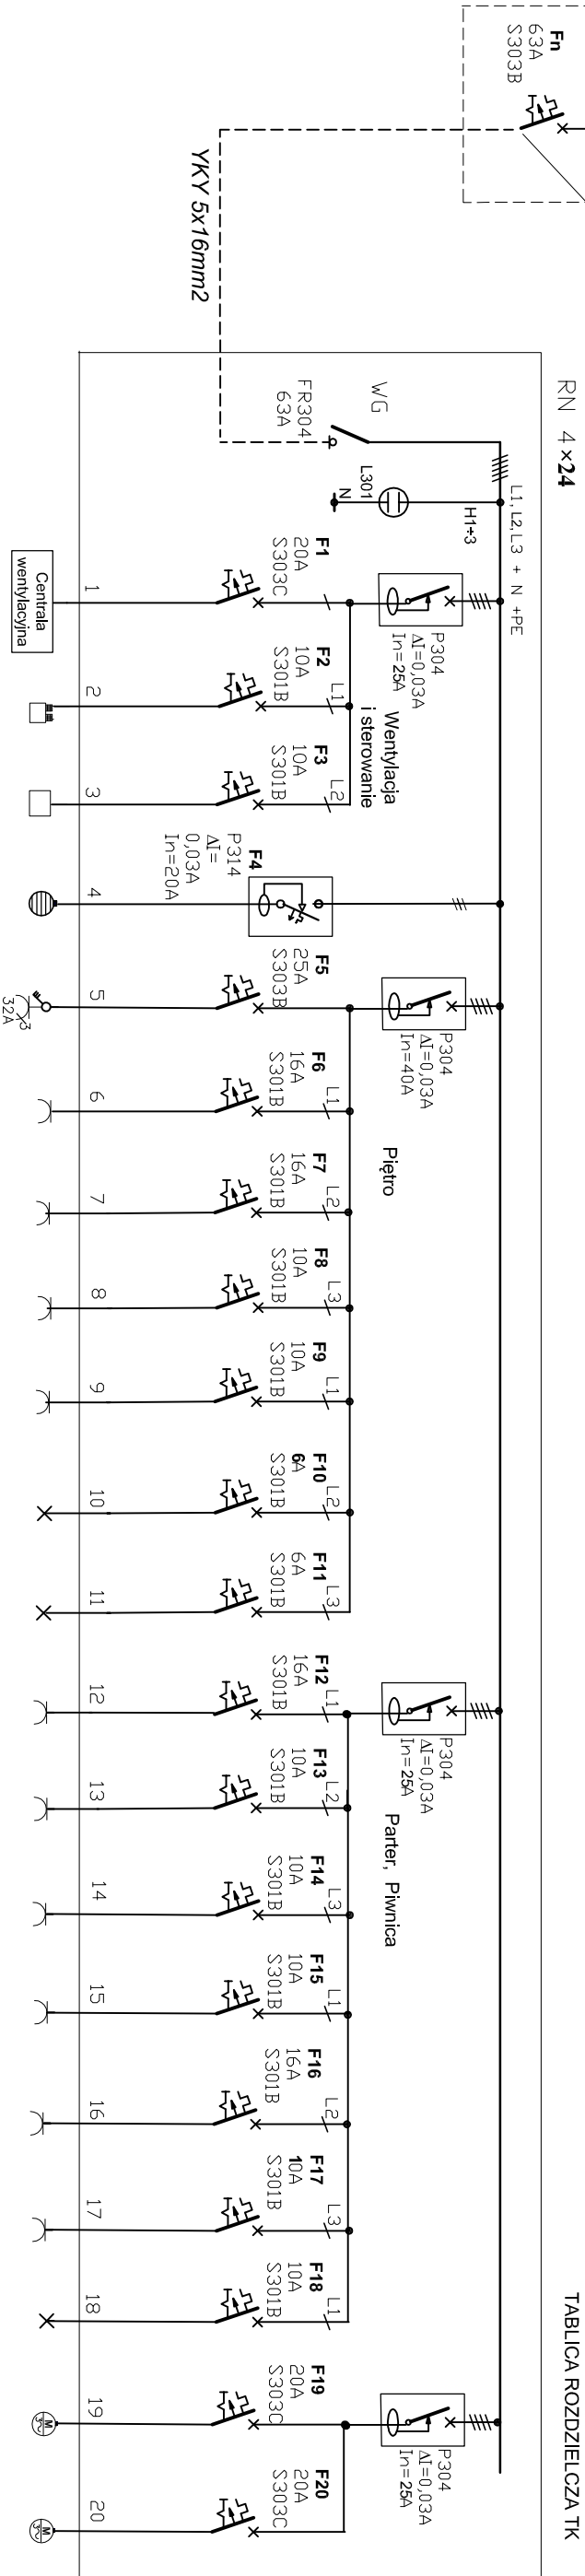 TABLICA ROZDZIELCZA TK
RN 4×24
Fn
63A
S303B
YKY 5x16mm2
WG
FR304
63A
L1, L2,L3 + N +PE
H1÷3
L301
N
P304
ΔI=0,03A
In=25A
Wentylacja
i sterowanie
F1
20A
S303C
1
Centrala
wentylacyjna
F2
10A
S301B
L1
2
F3
10A
S301B
L2
3
F4
P314
ΔI=
0,03A
In=20A
4
P304
ΔI=0,03A
In=40A
Piętro
F5
25A
S303B
5
3
32A
F6
16A
S301B
L1
6
F7
16A
S301B
L2
7
F8
10A
S301B
L3
8
F9
10A
S301B
L1
9
F10
6A
S301B
L2
10
F11
6A
S301B
L3
11
P304
ΔI=0,03A
In=25A
Parter, Piwnica
F12
16A
S301B
L1
12
F13
10A
S301B
L2
13
F14
10A
S301B
L3
14
F15
10A
S301B
L1
15
F16
16A
S301B
L2
16
F17
10A
S301B
L3
17
F18
10A
S301B
L1
18
P304
ΔI=0,03A
In=25A
F19
20A
S303C
19
M
3~
F20
20A
S303C
20
M
3~